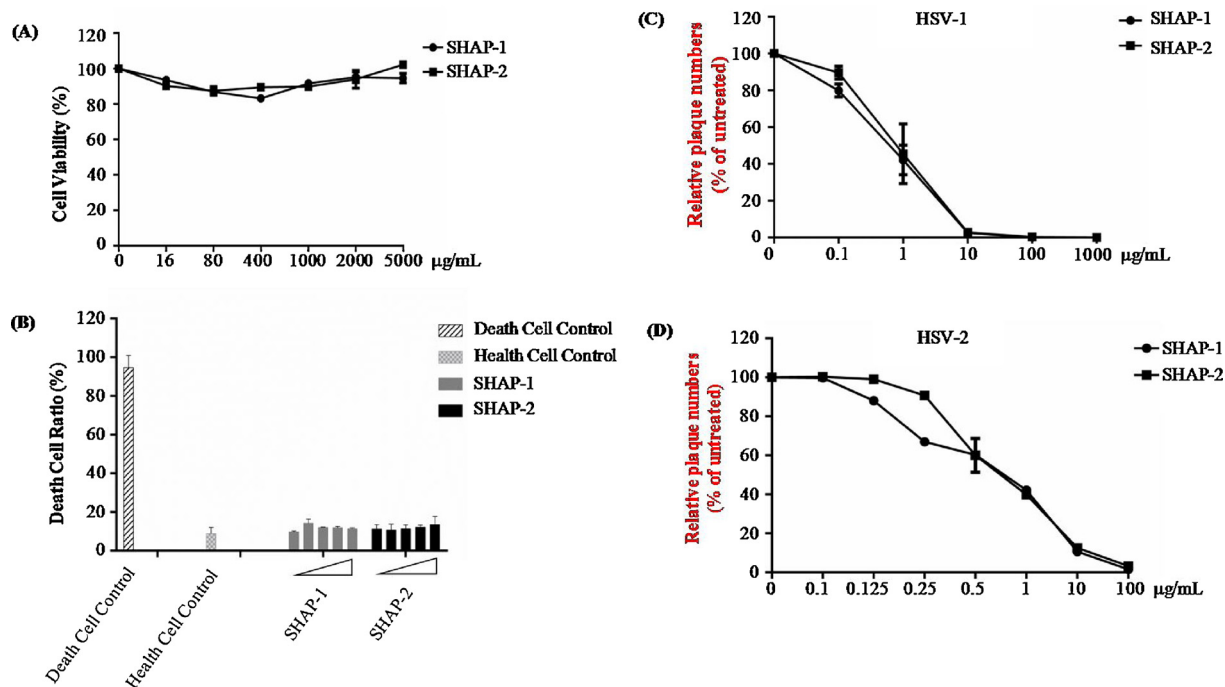 (A)
120
100
80
60
40
20
0
Cell Viability (%)
SHAP-1
SHAP-2
0 16 80 400 1000 2000 5000 µg/mL
(B)
120
100
80
60
40
20
0
Death Cell Ratio (%)
Death Cell Control
Health Cell Control
SHAP-1
SHAP-2
Death Cell Control
Health Cell Control
SHAP-1
SHAP-2
(C)
HSV-1
120
100
80
60
40
20
0
Relative plaque numbers
(% of untreated)
SHAP-1
SHAP-2
0 0.1 1 10 100 1000 µg/mL
(D)
HSV-2
120
100
80
60
40
20
0
Relative plaque numbers
(% of untreated)
SHAP-1
SHAP-2
0 0.1 0.125 0.25 0.5 1 10 100 µg/mL